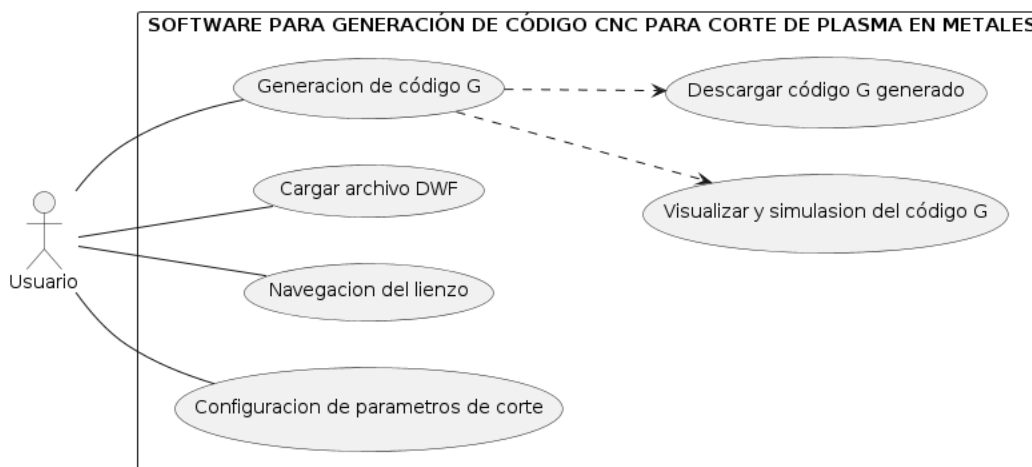 SOFTWARE PARA GENERACIÓN DE CÓDIGO CNC PARA CORTE DE PLASMA EN METALES
Generacion de código G
Descargar código G generado
Cargar archivo DWF
Visualizar y simulasion del código G
Usuario
Navegacion del lienzo
Configuracion de parametros de corte